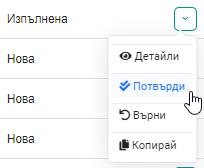 Изпълнена
Нова
Детайли
Потвърди
Нова
Върни
Нова
Копирай